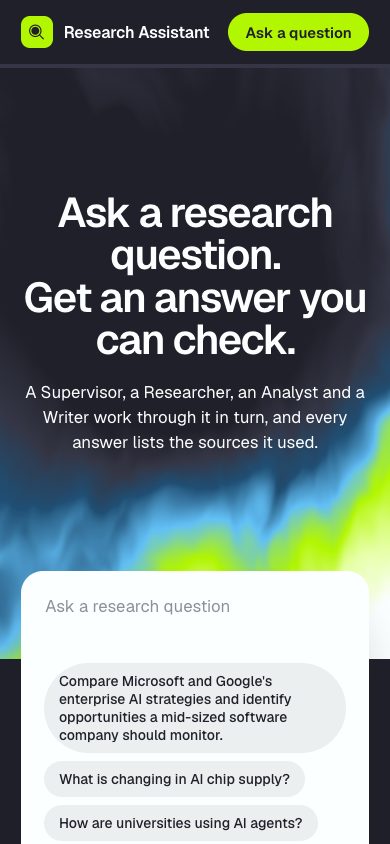 Research Assistant
Ask a question
Ask a research
question.
Get an answer you
can check.
A Supervisor, a Researcher, an Analyst and a
Writer work through it in turn, and every
answer lists the sources it used.
Ask a research question
Compare Microsoft and Google's
enterprise AI strategies and identify
opportunities a mid-sized software
company should monitor.
What is changing in AI chip supply?
How are universities using AI agents?